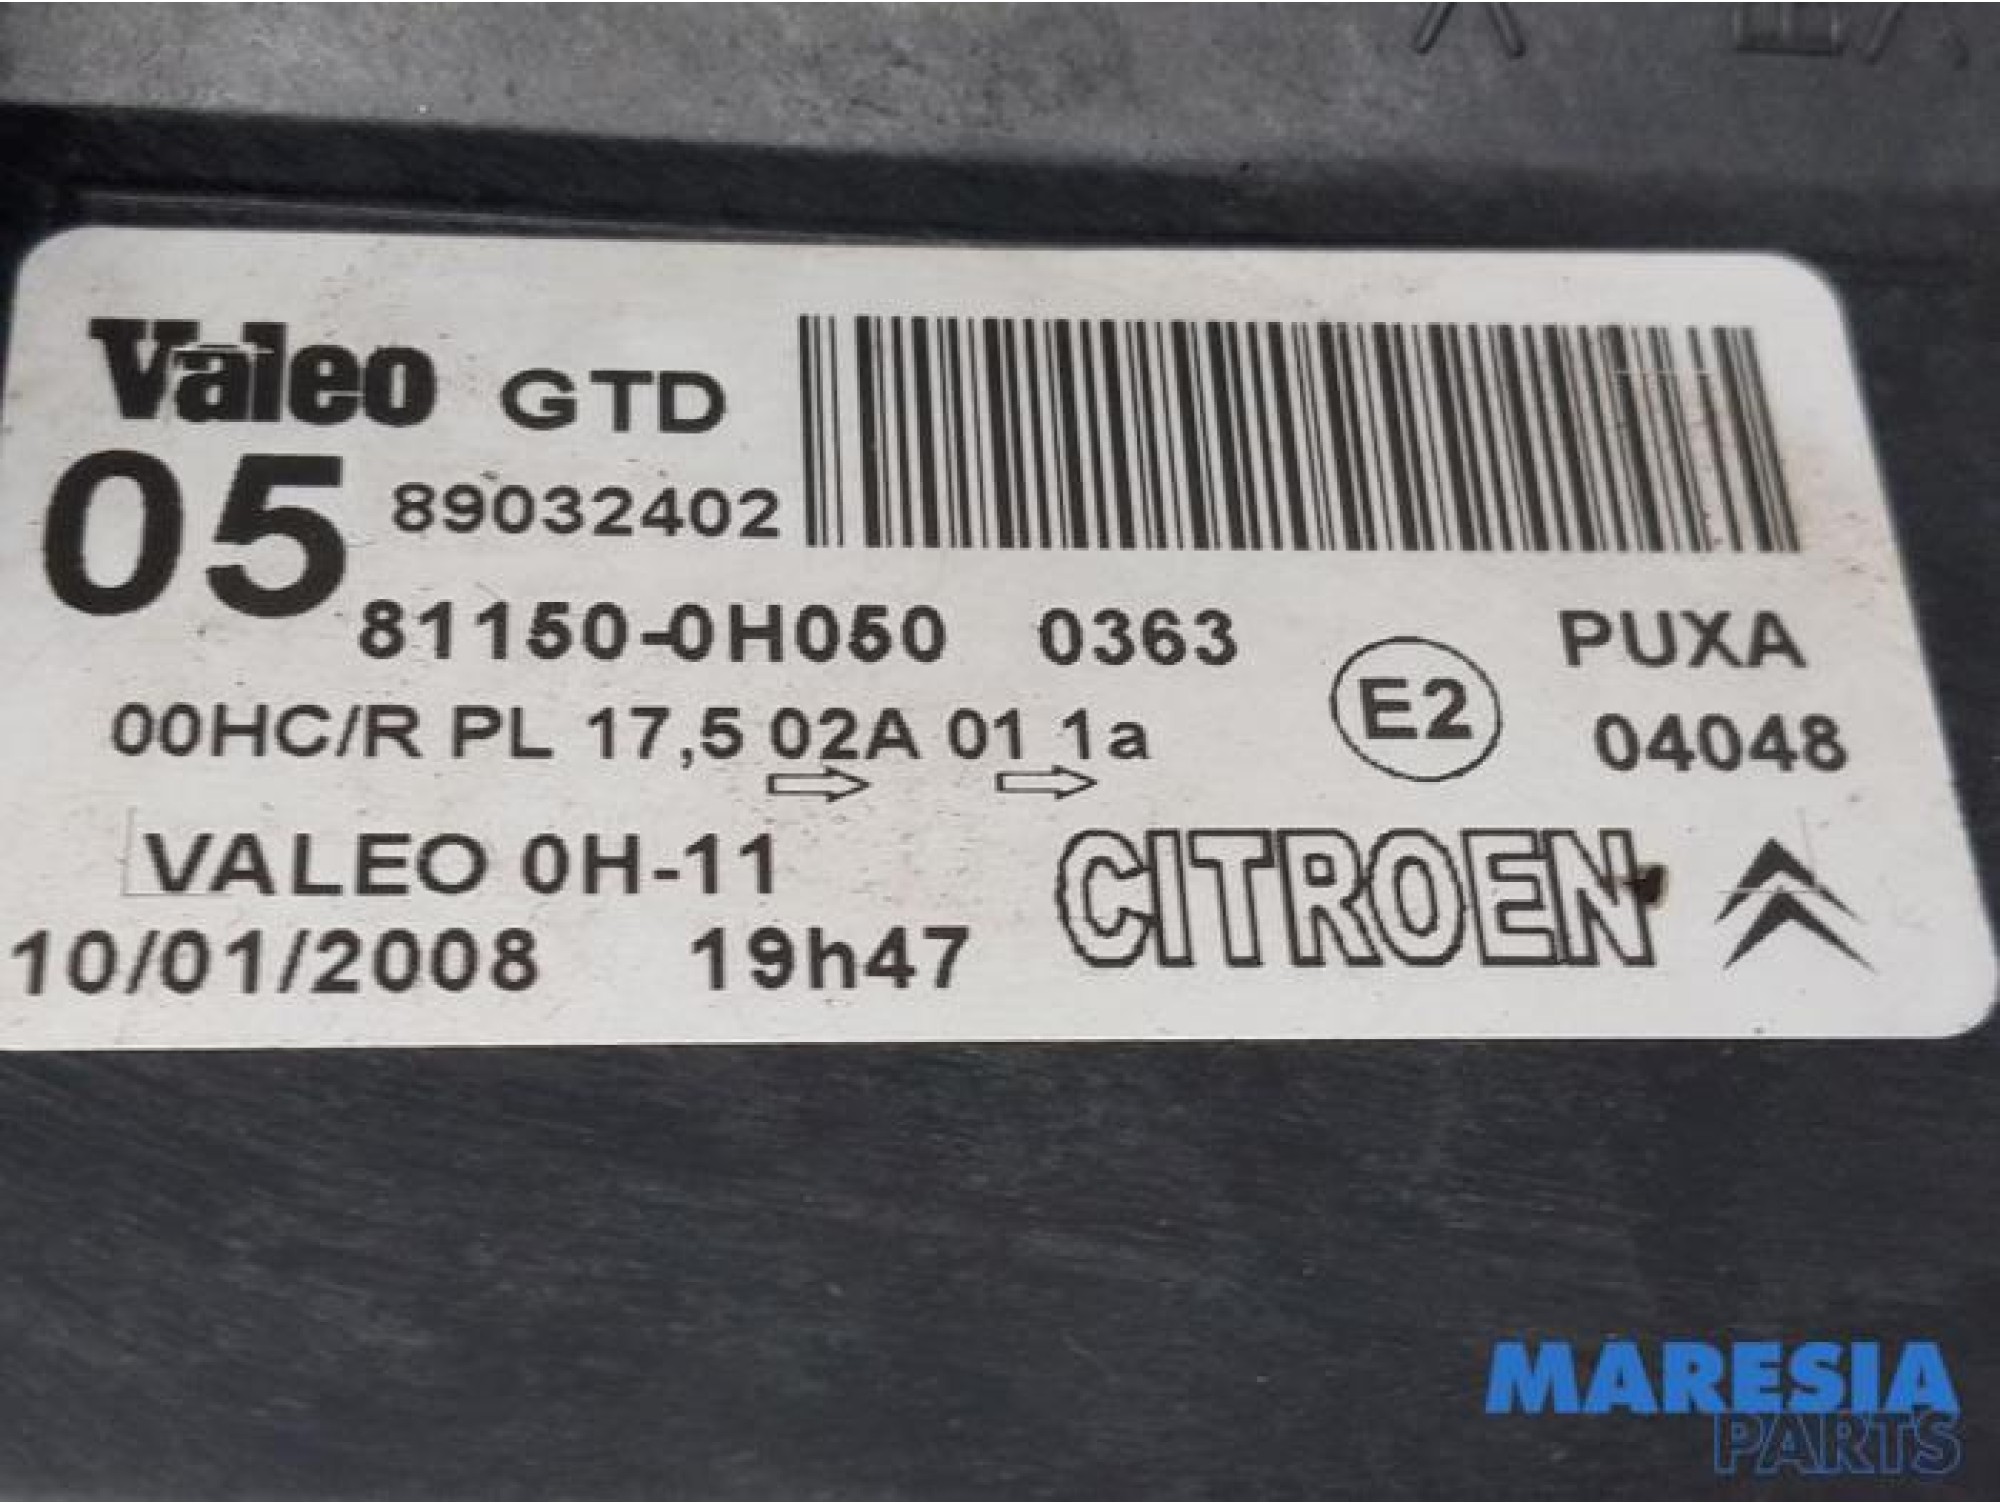 Valeo GTD
05 89032402
81150-0H050 0363
PUXA
00HC/R PL 17,5 02A 01 1a
E2
04048
VALEO 0H-11
10/01/2008 19h47
CITROEN
MARESIA
PARTS